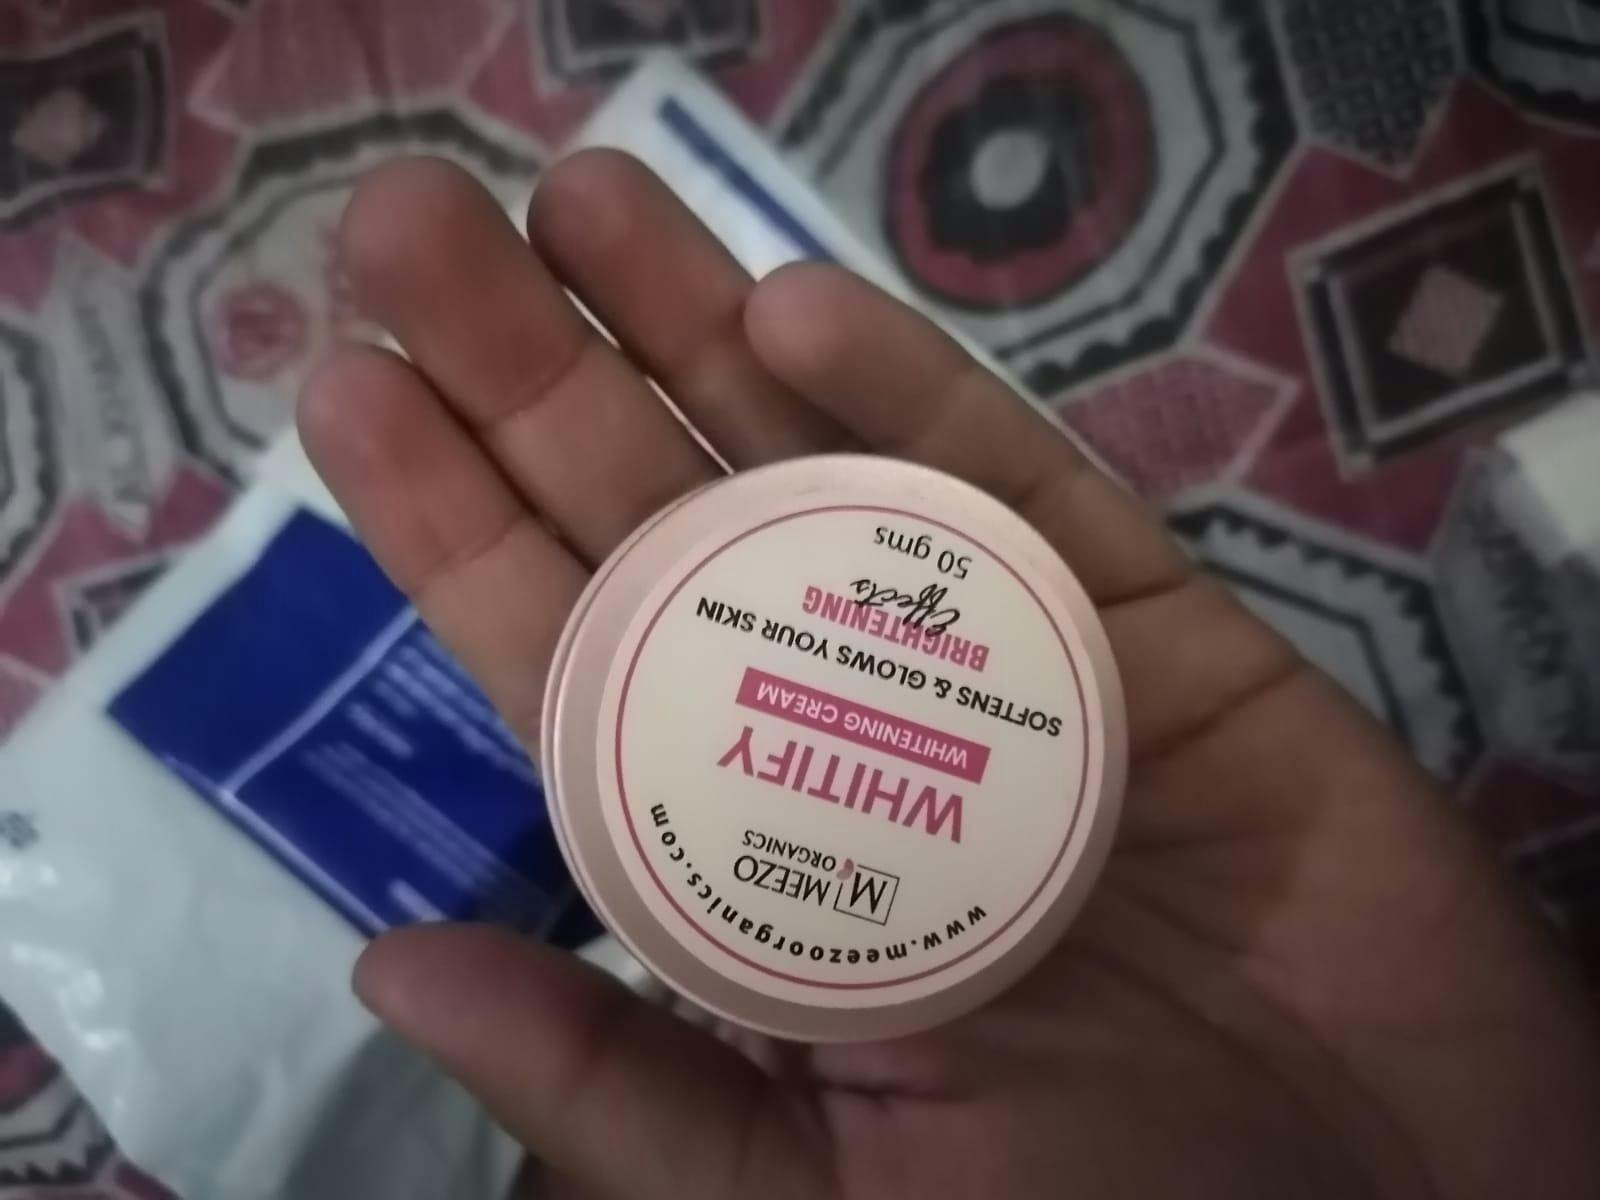 www.meezoorganics.com
M MEEZO
ORGANICS
WHITIFY
WHITENING CREAM
SOFTENS & GLOWS YOUR SKIN
BRIGHTENING
Effects
50 gms